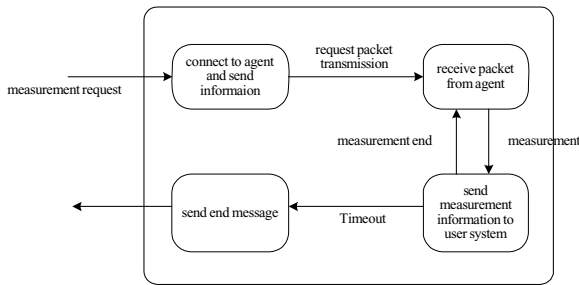 connect to agent
and send
informaion
request packet
transmission
receive packet
from agent
measurement request
measurement end
measurement
send end message
Timeout
send
measurement
information to
user system